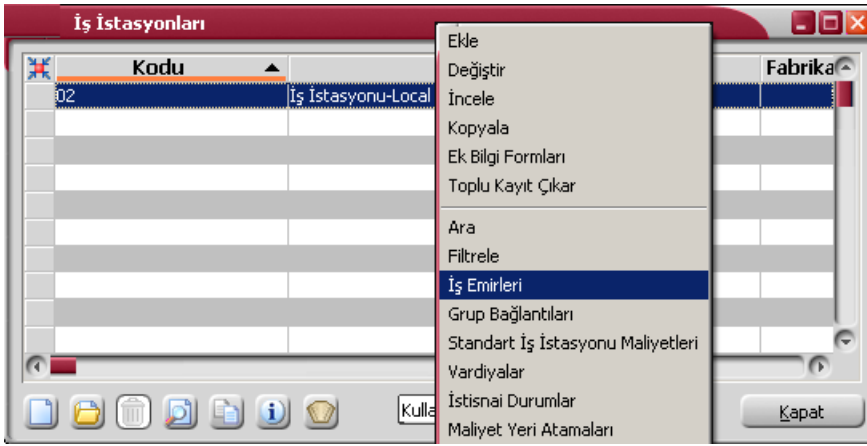 İş İstasyonları
Kodu
Fabrika
02
İş İstasyonu-Local
Ekle
Değiştir
İncele
Kopyala
Ek Bilgi Formları
Toplu Kayıt Çıkar
Ara
Filtrele
İş Emirleri
Grup Bağlantıları
Standart İş İstasyonu Maliyetleri
Vardiyalar
İstisnai Durumlar
Maliyet Yeri Atamaları
Kulla
Kapat